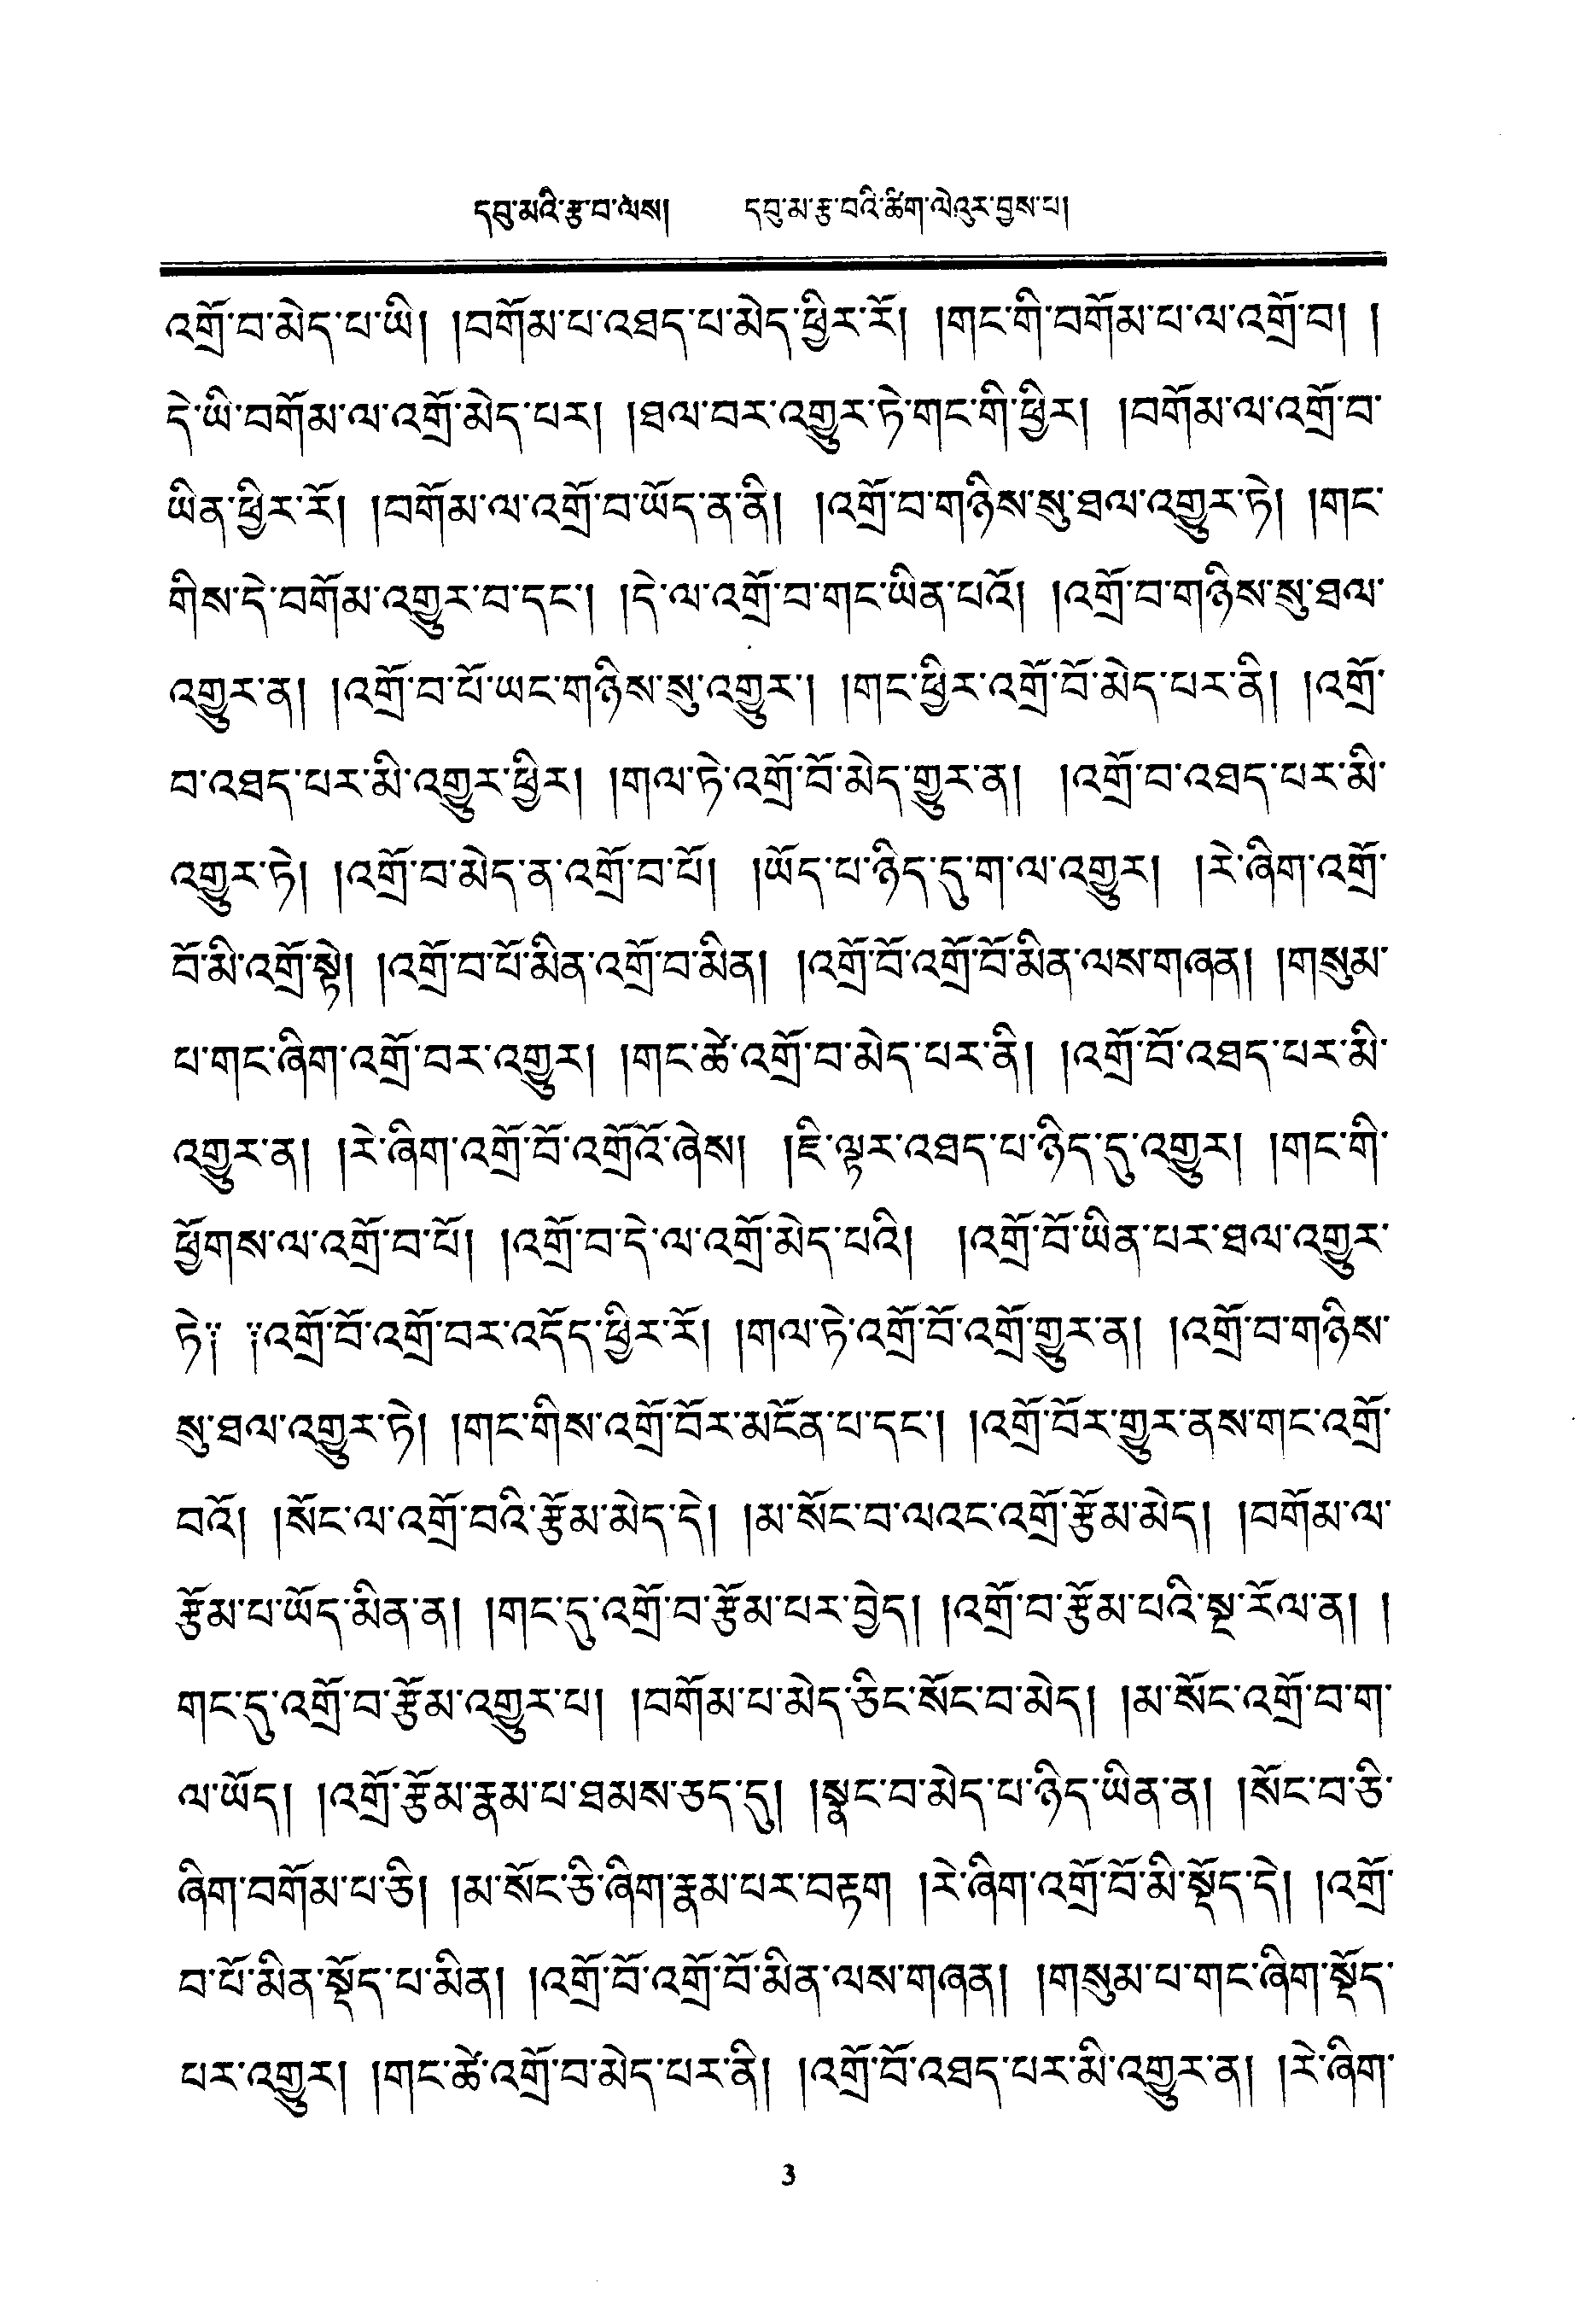 དབུ་མའི་རྩ་བ་ལས། དབུ་མ་རྩ་བའི་ཚིག་ལེའུར་བྱས་པ།
འགྲོ་བ་མེད་པ་ཡི། །བགོམ་པ་འཐད་པ་མེད་ཕྱིར་རོ། །གང་གི་བགོམ་པ་ལ་འགྲོ་བ། །
དེ་ཡི་བགོམ་ལ་འགྲོ་མེད་པར། །ཐལ་བར་འགྱུར་ཏེ་གང་གི་ཕྱིར། །བགོམ་ལ་འགྲོ་བ་
ཡིན་ཕྱིར་རོ། །བགོམ་ལ་འགྲོ་བ་ཡོད་ན་ནི། །འགྲོ་བ་གཉིས་སུ་ཐལ་འགྱུར་ཏེ། །གང་
གིས་དེ་བགོམ་འགྱུར་བ་དང་། །དེ་ལ་འགྲོ་བ་གང་ཡིན་པའོ། །འགྲོ་བ་གཉིས་སུ་ཐལ་
འགྱུར་ན། །འགྲོ་བ་པོ་ཡང་གཉིས་སུ་འགྱུར་། །གང་ཕྱིར་འགྲོ་བོ་མེད་པར་ནི། །འགྲོ་
བ་འཐད་པར་མི་འགྱུར་ཕྱིར། །གལ་ཏེ་འགྲོ་བོ་མེད་གྱུར་ན། །འགྲོ་བ་འཐད་པར་མི་
འགྱུར་ཏེ། །འགྲོ་བ་མེད་ན་འགྲོ་བ་པོ། །ཡོད་པ་ཉིད་དུ་ག་ལ་འགྱུར། །རེ་ཞིག་འགྲོ་
བོ་མི་འགྲོ་སྟེ། །འགྲོ་བ་པོ་མིན་འགྲོ་བ་མིན། །འགྲོ་བོ་འགྲོ་བོ་མིན་ལས་གཞན། །གསུམ་
པ་གང་ཞིག་འགྲོ་བར་འགྱུར། །གང་ཚེ་འགྲོ་བ་མེད་པར་ནི། །འགྲོ་བོ་འཐད་པར་མི་
འགྱུར་ན། །རེ་ཞིག་འགྲོ་བོ་འགྲོའོ་ཞེས། །ཇི་ལྟར་འཐད་པ་ཉིད་དུ་འགྱུར། །གང་གི་
ཕྱོགས་ལ་འགྲོ་བ་པོ། །འགྲོ་བ་དེ་ལ་འགྲོ་མེད་པའི། །འགྲོ་བོ་ཡིན་པར་ཐལ་འགྱུར་
ཏེ༑ ༑འགྲོ་བོ་འགྲོ་བར་འདོད་ཕྱིར་རོ། །གལ་ཏེ་འགྲོ་བོ་འགྲོ་གྱུར་ན། །འགྲོ་བ་གཉིས་
སུ་ཐལ་འགྱུར་ཏེ། །གང་གིས་འགྲོ་བོར་མངོན་པ་དང་། །འགྲོ་བོར་གྱུར་ནས་གང་འགྲོ་
བའོ། །སོང་ལ་འགྲོ་བའི་རྩོམ་མེད་དེ། །མ་སོང་བ་ལའང་འགྲོ་རྩོམ་མེད། །བགོམ་ལ་
རྩོམ་པ་ཡོད་མིན་ན། །གང་དུ་འགྲོ་བ་རྩོམ་པར་བྱེད། །འགྲོ་བ་རྩོམ་པའི་སྔ་རོལ་ན། །
གང་དུ་འགྲོ་བ་རྩོམ་འགྱུར་པ། །བགོམ་པ་མེད་ཅིང་སོང་བ་མེད། །མ་སོང་འགྲོ་བ་ག་
ལ་ཡོད། །འགྲོ་རྩོམ་རྣམ་པ་ཐམས་ཅད་དུ། །སྣང་བ་མེད་པ་ཉིད་ཡིན་ན། །སོང་བ་ཅི་
ཞིག་བགོམ་པ་ཅི། །མ་སོང་ཅི་ཞིག་རྣམ་པར་བརྟག །རེ་ཞིག་འགྲོ་བོ་མི་སྡོད་དེ། །འགྲོ་
བ་པོ་མིན་སྡོད་པ་མིན། །འགྲོ་བོ་འགྲོ་བོ་མིན་ལས་གཞན། །གསུམ་པ་གང་ཞིག་སྡོད་
པར་འགྱུར། །གང་ཚེ་འགྲོ་བ་མེད་པར་ནི། །འགྲོ་བོ་འཐད་པར་མི་འགྱུར་ན། །རེ་ཞིག་
3